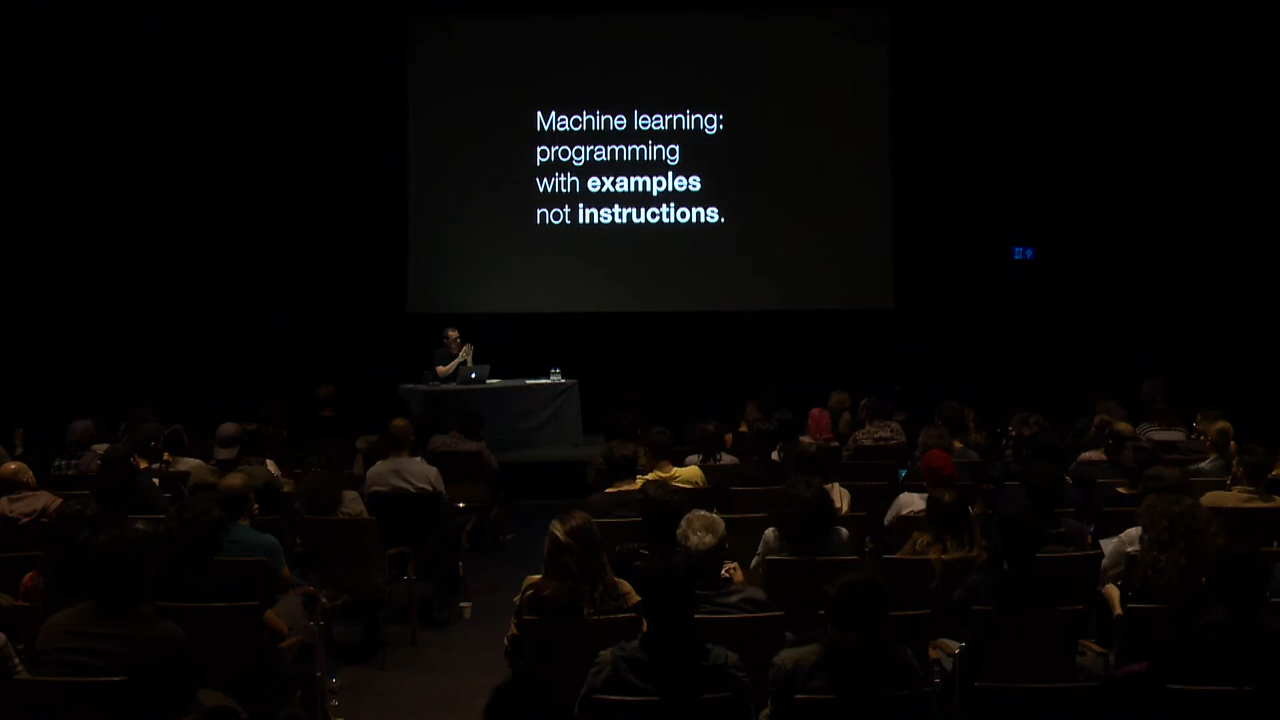 Machine learning:
programming
with examples
not instructions.